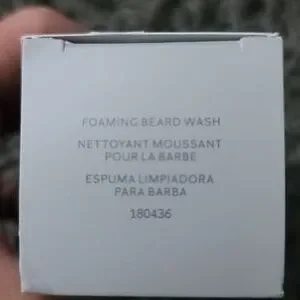 FOAMING BEARD WASH
NETTOYANT MOUSSANT
POUR LA BARBE
ESPUMA LIMPIADORA
PARA BARBA
180436